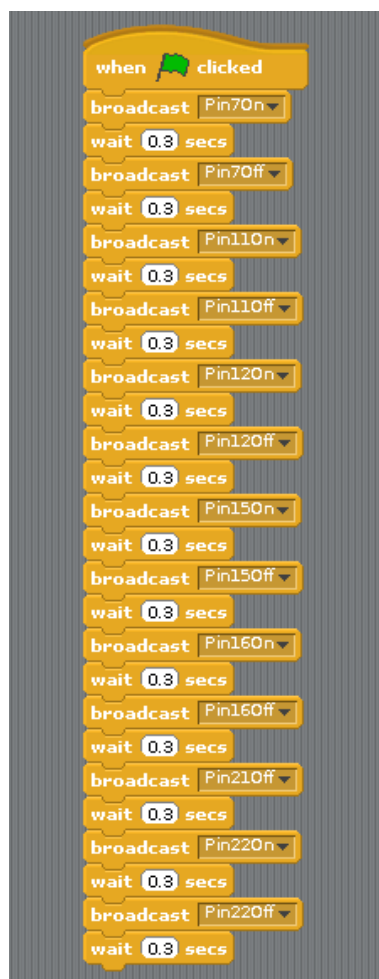 when clicked
broadcast Pin7On
wait 0.3 secs
broadcast Pin7Off
wait 0.3 secs
broadcast Pin11On
wait 0.3 secs
broadcast Pin11Off
wait 0.3 secs
broadcast Pin12On
wait 0.3 secs
broadcast Pin12Off
wait 0.3 secs
broadcast Pin15On
wait 0.3 secs
broadcast Pin15Off
wait 0.3 secs
broadcast Pin16On
wait 0.3 secs
broadcast Pin16Off
wait 0.3 secs
broadcast Pin21Off
wait 0.3 secs
broadcast Pin22On
wait 0.3 secs
broadcast Pin22Off
wait 0.3 secs